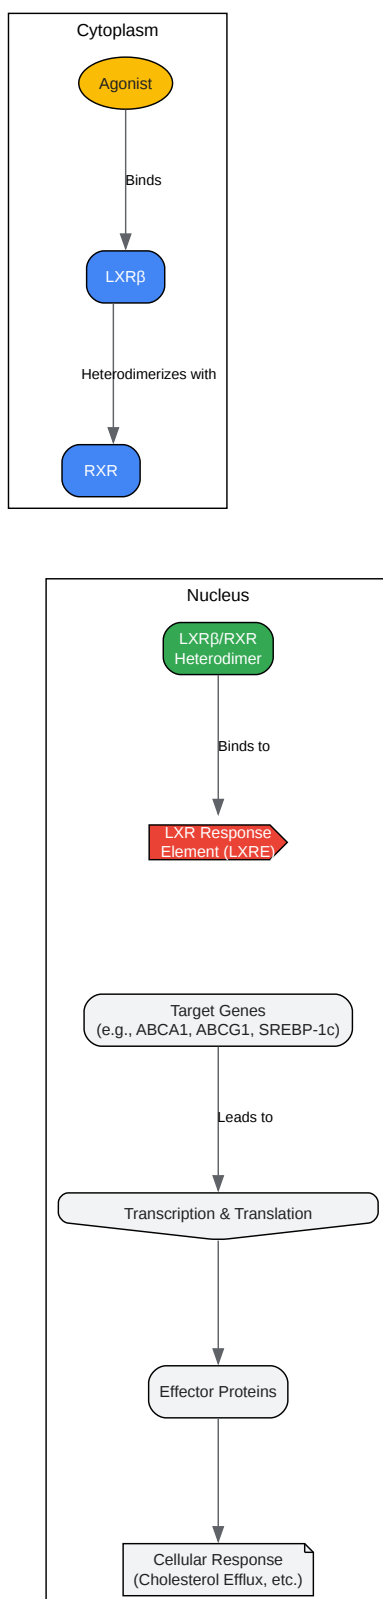 Cytoplasm
Agonist
Binds
LXRβ
Heterodimerizes with
RXR
Nucleus
LXRβ/RXR
Heterodimer
Binds to
LXR Response
Element (LXRE)
Target Genes
(e.g., ABCA1, ABCG1, SREBP-1c)
Leads to
Transcription & Translation
Effector Proteins
Cellular Response
(Cholesterol Efflux, etc.)